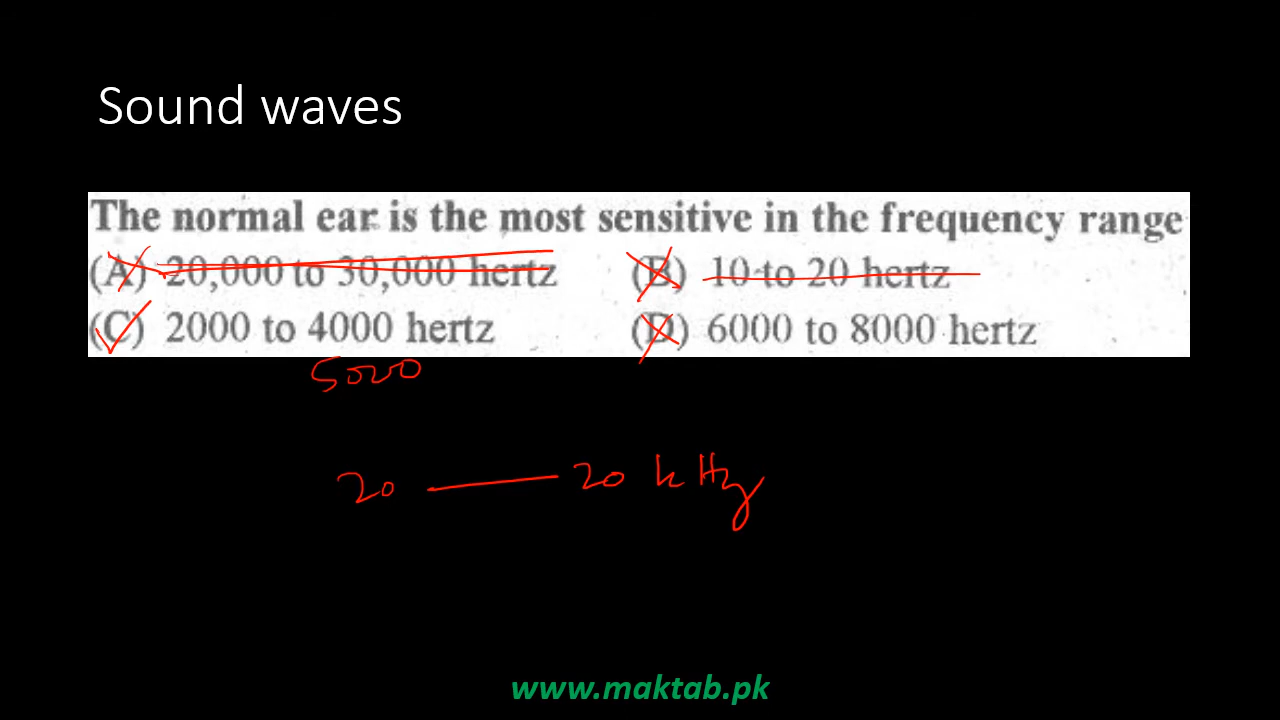 Sound waves
The normal ear is the most sensitive in the frequency range
(A) 20,000 to 30,000 hertz (B) 10 to 20 hertz
(C) 2000 to 4000 hertz (D) 6000 to 8000 hertz
5000
20 — 20 kHz
www.maktab.pk